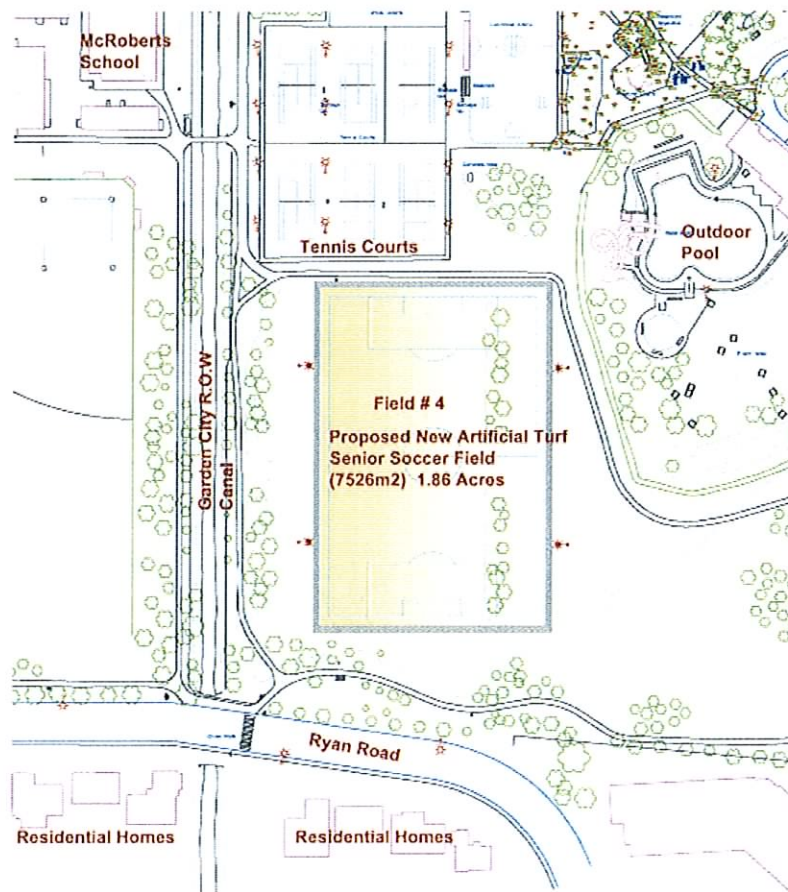 McRoberts
School
Tennis Courts
Outdoor
Pool
Garden City R.O.W
Canal
Field # 4
Proposed New Artificial Turf
Senior Soccer Field
(7526m2) 1.86 Acres
Ryan Road
Residential Homes
Residential Homes